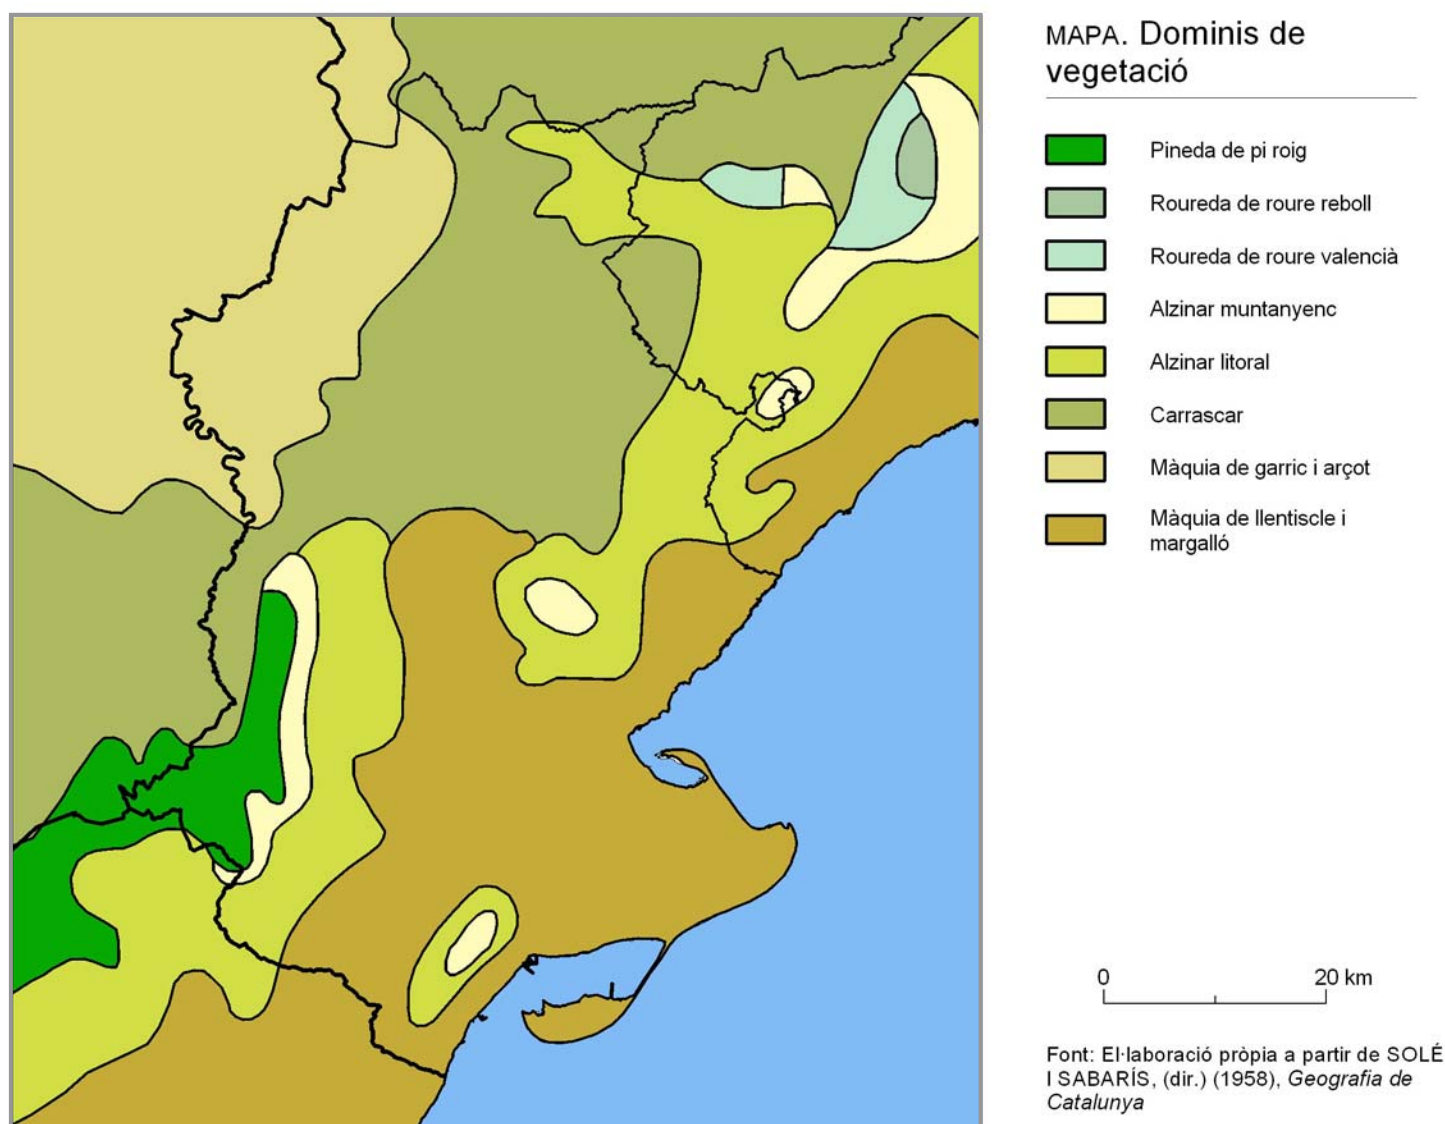 MAPA. Dominis de
vegetació
Pineda de pi roig
Roureda de roure reboll
Roureda de roure valencià
Alzinar muntanyenc
Alzinar litoral
Carrascar
Màquia de garric i arçot
Màquia de llentiscle i
margalló
0 20 km
Font: El·laboració pròpia a partir de SOLÉ
I SABARÍS, (dir.) (1958), Geografia de
Catalunya